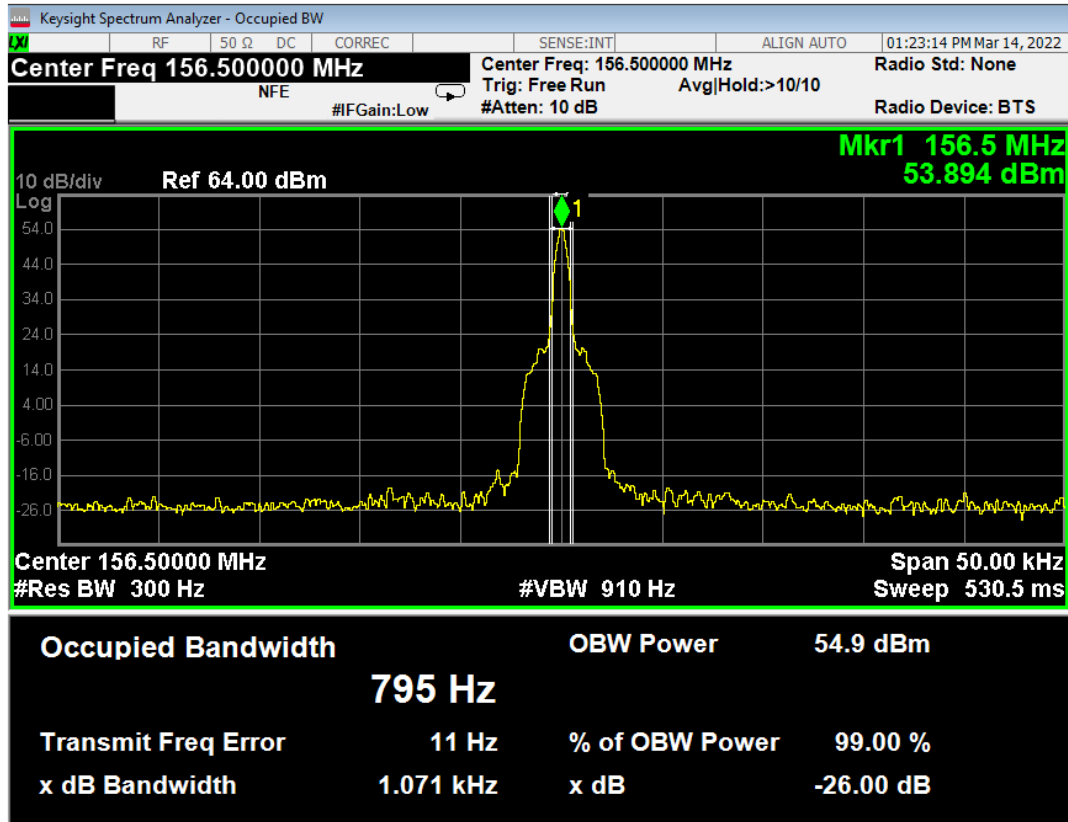 Keysight Spectrum Analyzer - Occupied BW
LXI RF 50 Ω DC CORREC SENSE:INT ALIGN AUTO 01:23:14 PM Mar 14, 2022
Center Freq 156.500000 MHz
NFE
#IFGain:Low
Center Freq: 156.500000 MHz
Trig: Free Run Avg|Hold:>10/10
#Atten: 10 dB
Radio Std: None
Radio Device: BTS
Mkr1 156.5 MHz
53.894 dBm
10 dB/div Ref 64.00 dBm
Log
1
54.0
44.0
34.0
24.0
14.0
4.00
-6.00
-16.0
-26.0
Center 156.50000 MHz Span 50.00 kHz
#Res BW 300 Hz #VBW 910 Hz Sweep 530.5 ms
Occupied Bandwidth OBW Power 54.9 dBm
795 Hz
Transmit Freq Error 11 Hz % of OBW Power 99.00 %
x dB Bandwidth 1.071 kHz x dB -26.00 dB